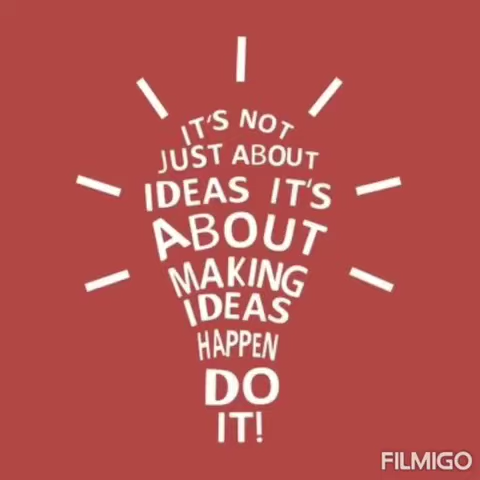 IT'S NOT
JUST ABOUT
IDEAS IT'S
ABOUT
MAKING
IDEAS
HAPPEN
DO
IT!
FILMIGO